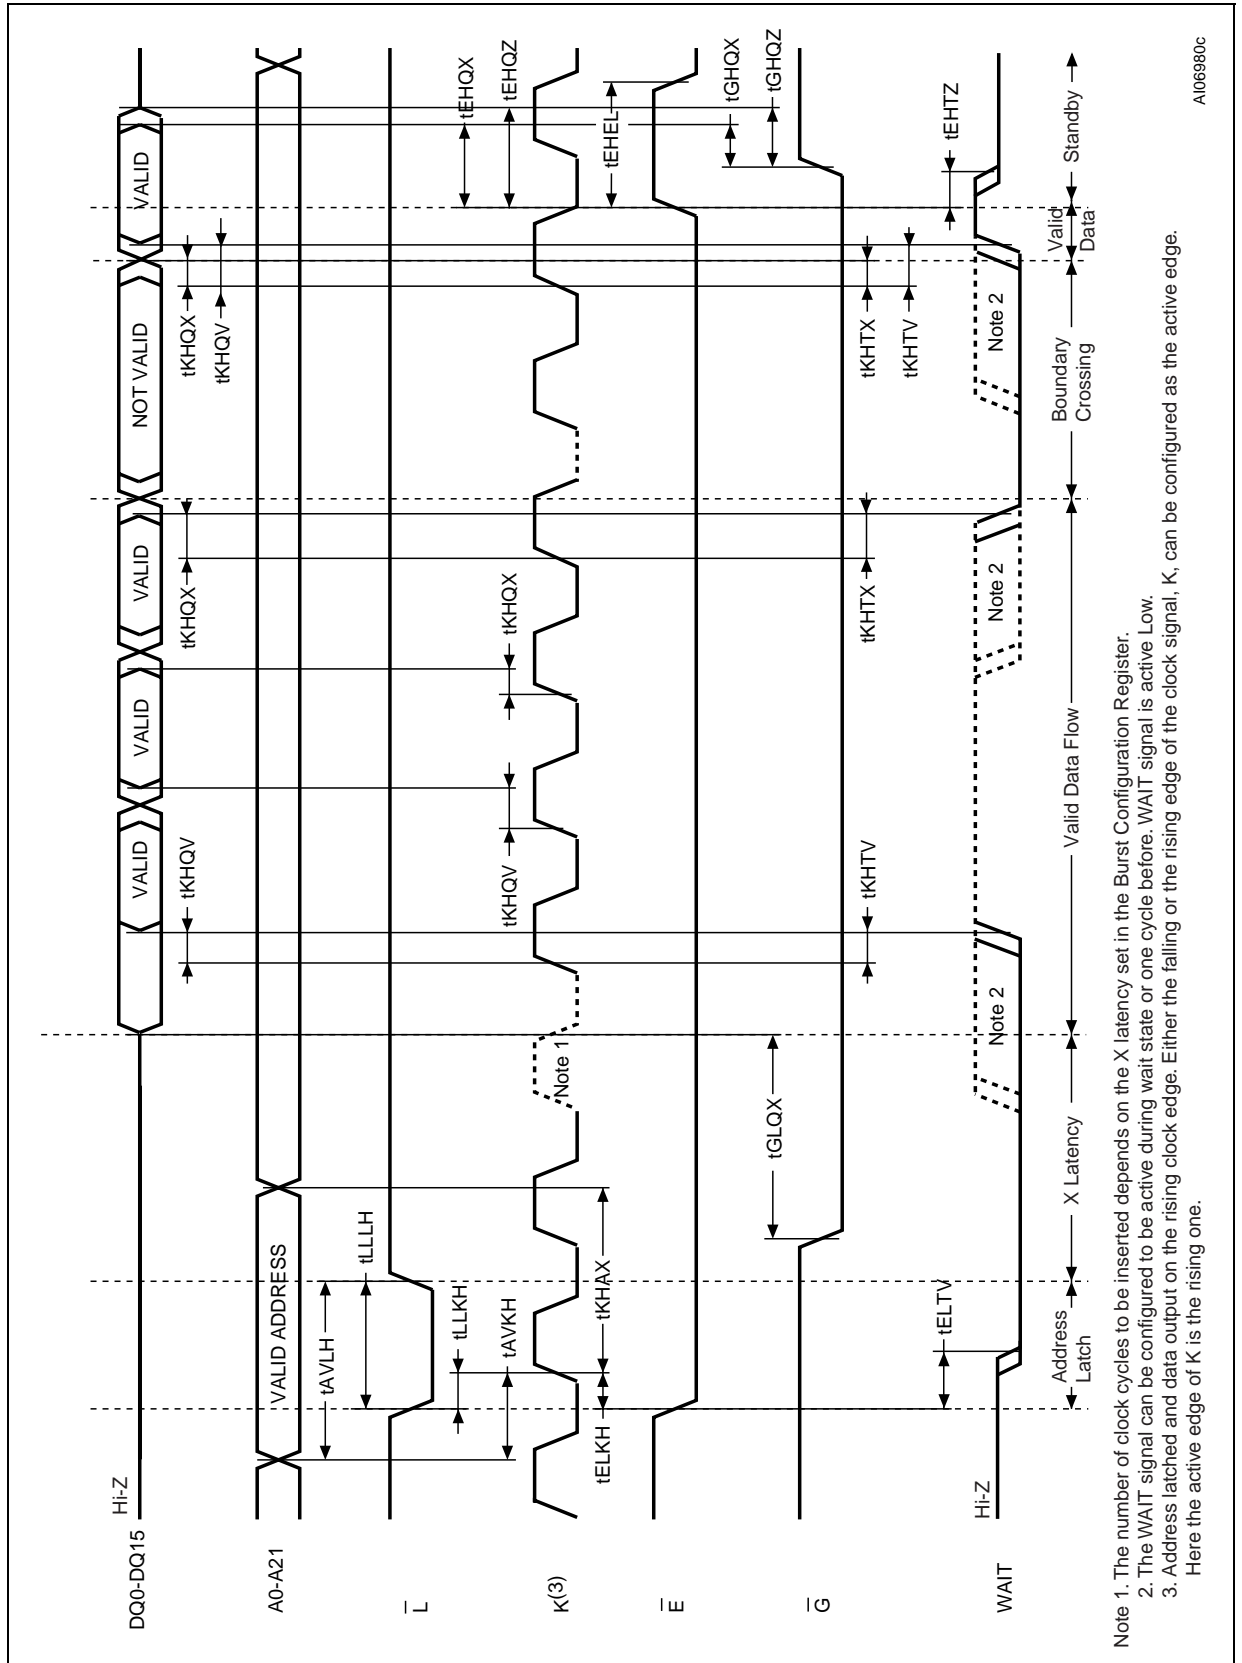 DQ0-DQ15
Hi-Z
VALID
VALID
VALID
NOT VALID
VALID
tKHQV
tKHQX
tKHQX
tKHQV
A0-A21
VALID ADDRESS
tAVLH
tLLLH
L
tLLKH
tAVKH
tKHQV
tKHQX
tEHQX
tEHQZ
K(3)
Note 1
tELKH
tKHAX
tEHEL
E
tGLQX
tGHQX
tGHQZ
G
tKHTV
tKHTX
tKHTX
tKHTV
tELTV
tEHTZ
Hi-Z
WAIT
Note 2
Note 2
Note 2
Address
Latch
X Latency
Valid Data Flow
Boundary
Crossing
Valid
Data
Standby
Note 1. The number of clock cycles to be inserted depends on the X latency set in the Burst Configuration Register.
2. The WAIT signal can be configured to be active during wait state or one cycle before. WAIT signal is active Low.
3. Address latched and data output on the rising clock edge. Either the falling or the rising edge of the clock signal, K, can be configured as the active edge.
Here the active edge of K is the rising one.
AI06980c